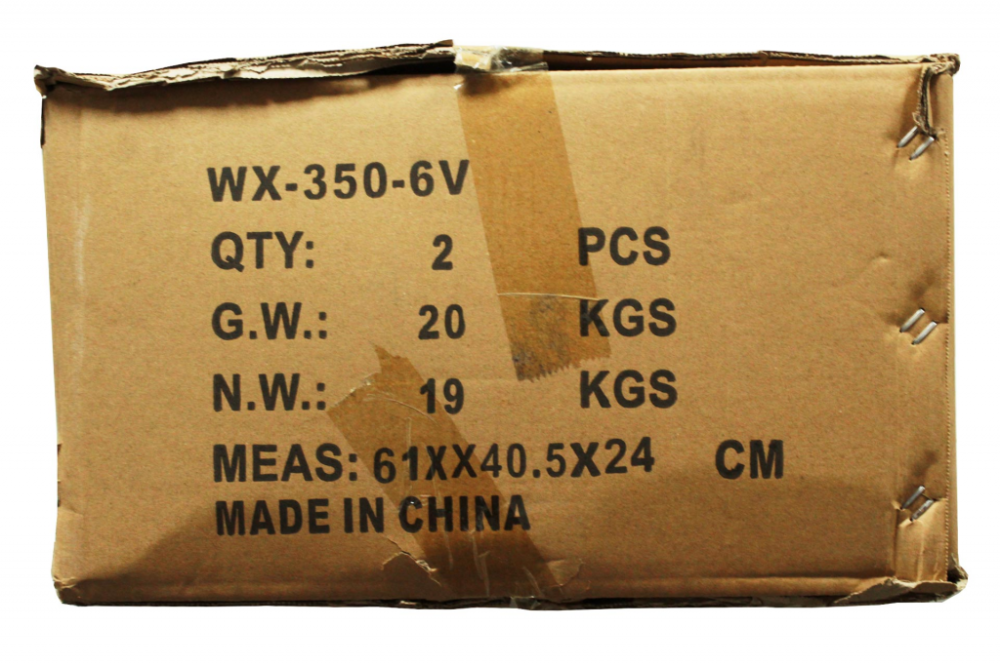 WX-350-6V
QTY: 2 PCS
G.W.: 20 KGS
N.W.: 19 KGS
MEAS: 61XX40.5X24 CM
MADE IN CHINA